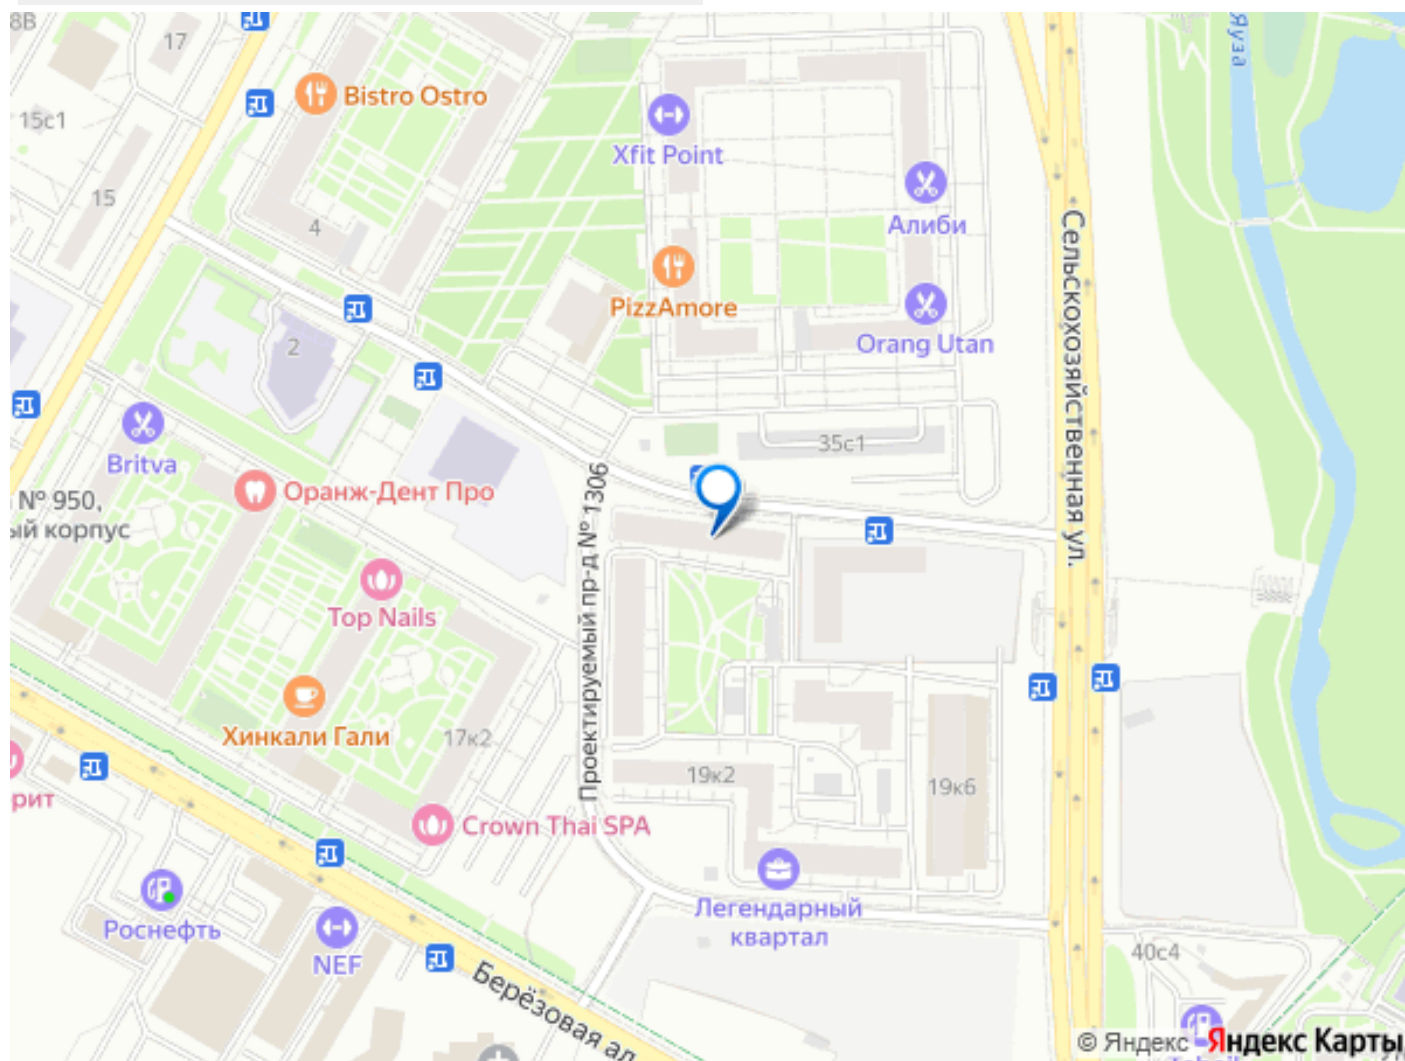 8В
17
Яуза
Bistro Ostro
15с1
Xfit Point
15
Алиби
4
PizzAmore
Сельскохозяйственная ул.
2
Orang Utan
35с1
Britva
Оранж-Дент Про
№ 950,
ый корпус
Проектируемый пр-д № 1306
Top Nails
Хинкали Гали
17к2
19к2
19к6
рит
Crown Thai SPA
Роснефть
Легендарный
квартал
NEF
40с4
Берёзовая ал.
© Яндекс Яндекс Карты